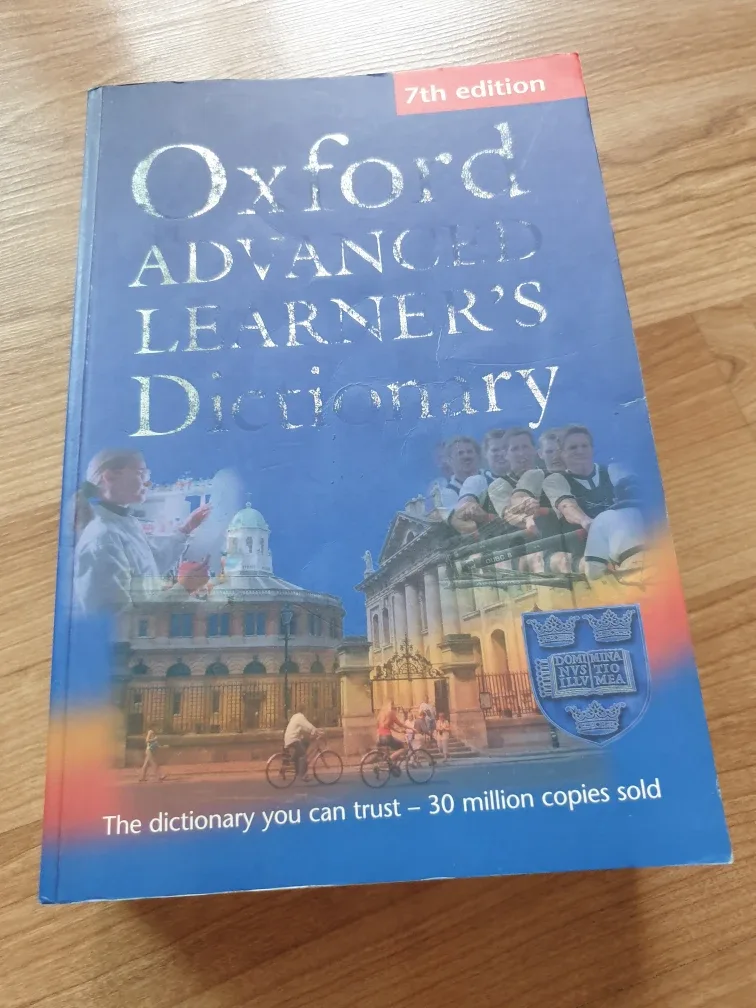 7th edition
Oxford
ADVANCED
LEARNER'S
Dictionary
DOMI MINA
NVS TIO
ILLV MEA
The dictionary you can trust – 30 million copies sold